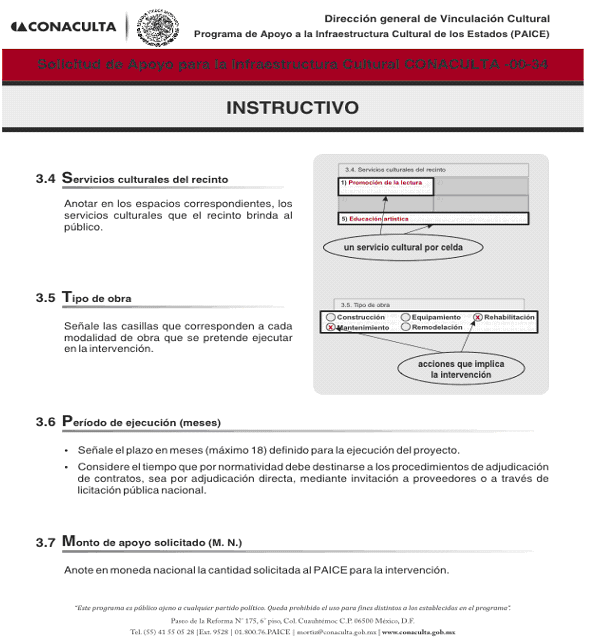 CONACULTA
Dirección general de Vinculación Cultural
Programa de Apoyo a la Infraestructura Cultural de los Estados (PAICE)
Solicitud de Apoyo para la Infraestructura Cultural CONACULTA -00-34
INSTRUCTIVO
3.4 Servicios culturales del recinto
Anotar en los espacios correspondientes, los
servicios culturales que el recinto brinda al
público.
3.4. Servicios culturales del recinto
1) Promoción de la lectura
5) Educación artística
un servicio cultural por celda
3.5 Tipo de obra
Señale las casillas que corresponden a cada
modalidad de obra que se pretende ejecutar
en la intervención.
3.5. Tipo de obra
Construcción Equipamiento Rehabilitación
Mantenimiento Remodelación
acciones que implica
la intervención
3.6 Período de ejecución (meses)
• Señale el plazo en meses (máximo 18) definido para la ejecución del proyecto.
• Considere el tiempo que por normatividad debe destinarse a los procedimientos de adjudicación
de contratos, sea por adjudicación directa, mediante invitación a proveedores o a través de
licitación pública nacional.
3.7 Monto de apoyo solicitado (M. N.)
Anote en moneda nacional la cantidad solicitada al PAICE para la intervención.
"Este programa es público ajeno a cualquier partido político. Queda prohibido el uso para fines distintos a los establecidos en el programa".
Paseo de la Reforma N° 175, 6° piso, Col. Cuauhtémoc C.P. 06500 México, D.F.
Tel. (55) 41 55 05 28 |Ext. 9528 | 01.800.76.PAICE | mortiz@conaculta.gob.mx | www.conaculta.gob.mx